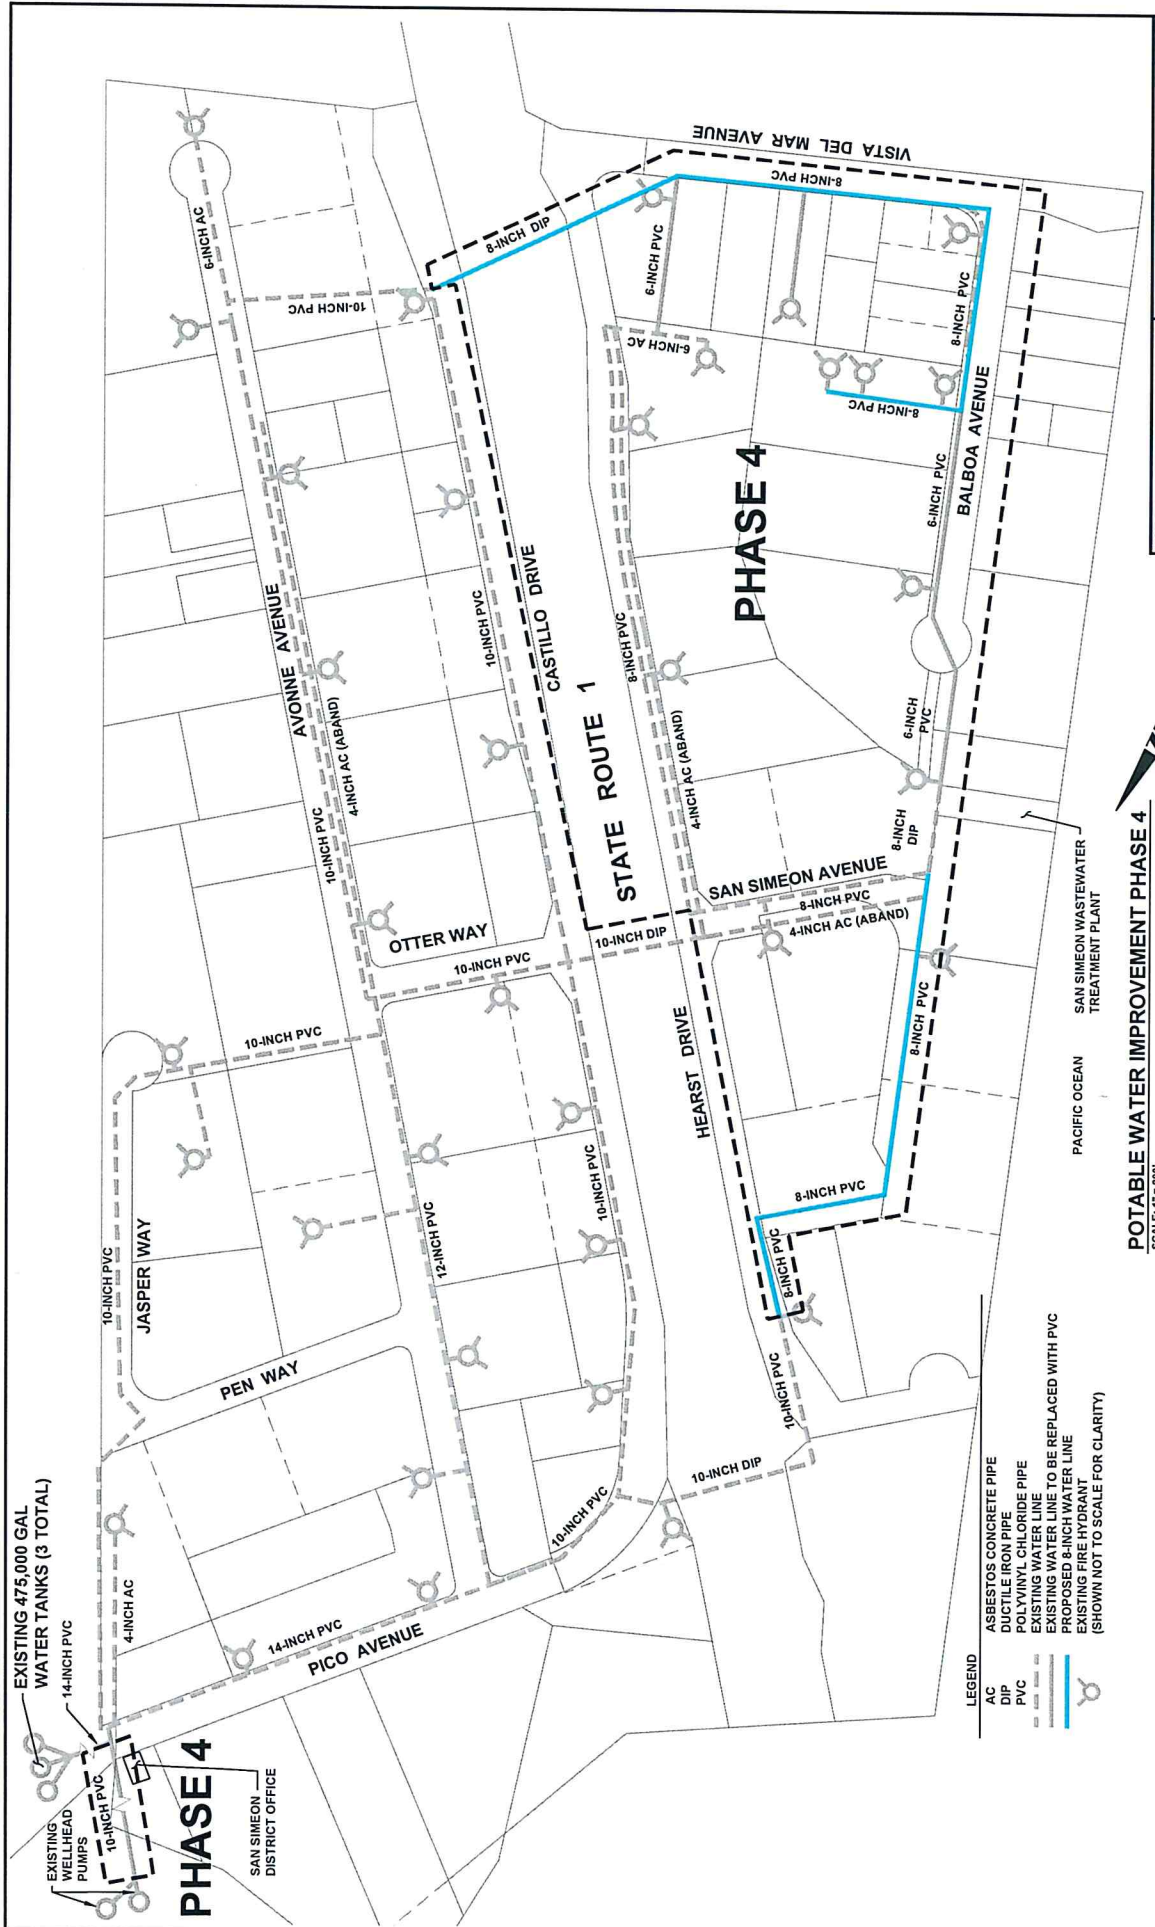 EXISTING 475,000 GAL
WATER TANKS (3 TOTAL)
14-INCH PVC
EXISTING
WELLHEAD
PUMPS
10-INCH PVC
PHASE 4
SAN SIMEON
DISTRICT OFFICE
4-INCH AC
14-INCH PVC
PICO AVENUE
PEN WAY
JASPER WAY
10-INCH PVC
10-INCH PVC
12-INCH PVC
10-INCH PVC
10-INCH PVC
10-INCH DIP
10-INCH PVC
OTTER WAY
10-INCH PVC
10-INCH PVC
4-INCH AC (ABAND)
AVONNE AVENUE
6-INCH AC
10-INCH PVC
10-INCH PVC
CASTILLO DRIVE
STATE ROUTE 1
10-INCH DIP
HEARST DRIVE
8-INCH PVC
4-INCH AC (ABAND)
SAN SIMEON AVENUE
8-INCH PVC
4-INCH AC (ABAND)
8-INCH PVC
8-INCH PVC
8-INCH PVC
8-INCH
DIP
6-INCH
PVC
6-INCH PVC
BALBOA AVENUE
PHASE 4
8-INCH PVC
8-INCH PVC
6-INCH AC
6-INCH PVC
8-INCH DIP
8-INCH PVC
VISTA DEL MAR AVENUE
SAN SIMEON WASTEWATER
TREATMENT PLANT
PACIFIC OCEAN
LEGEND
AC ASBESTOS CONCRETE PIPE
DIP DUCTILE IRON PIPE
PVC POLYVINYL CHLORIDE PIPE
EXISTING WATER LINE
EXISTING WATER LINE TO BE REPLACED WITH PVC
PROPOSED 8-INCH WATER LINE
EXISTING FIRE HYDRANT
(SHOWN NOT TO SCALE FOR CLARITY)
POTABLE WATER IMPROVEMENT PHASE 4